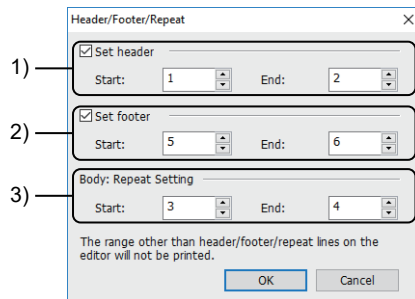 Header/Footer/Repeat
1)
Set header
Start: 1 End: 2
2)
Set footer
Start: 5 End: 6
3)
Body: Repeat Setting
Start: 3 End: 4
The range other than header/footer/repeat lines on the
editor will not be printed.
OK Cancel